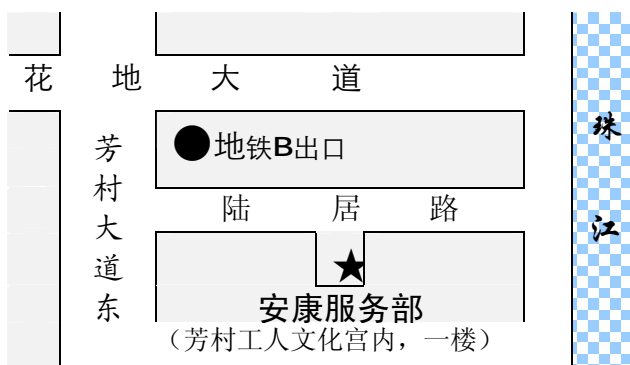 花地大道
珠江
芳村大道东
地铁B出口
陆居路
安康服务部
（芳村工人文化宫内，一楼）